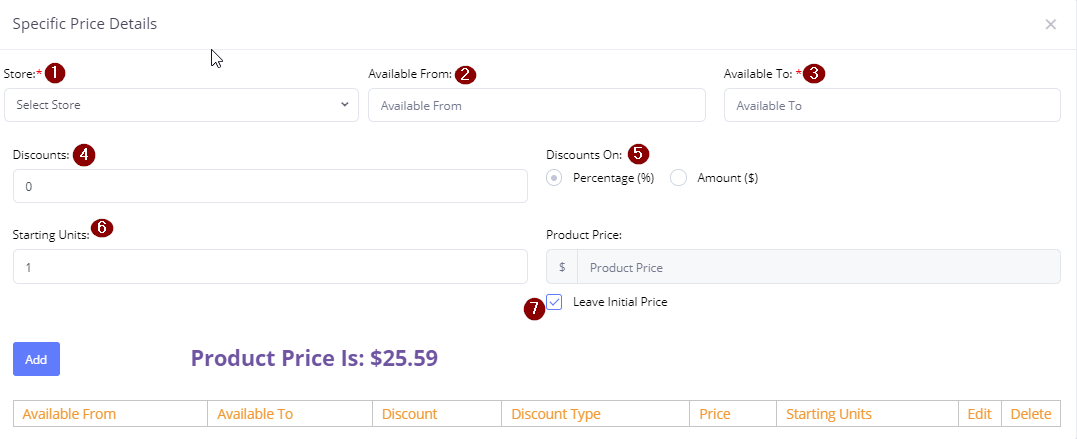 Specific Price Details
Store:* 1 Available From: 2 Available To: * 3
Select Store Available From Available To
Discounts: 4 Discounts On: 5
0 Percentage (%) Amount ($)
Starting Units: 6 Product Price:
1 $ Product Price
7 Leave Initial Price
Add Product Price Is: $25.59
Available From Available To Discount Discount Type Price Starting Units Edit Delete